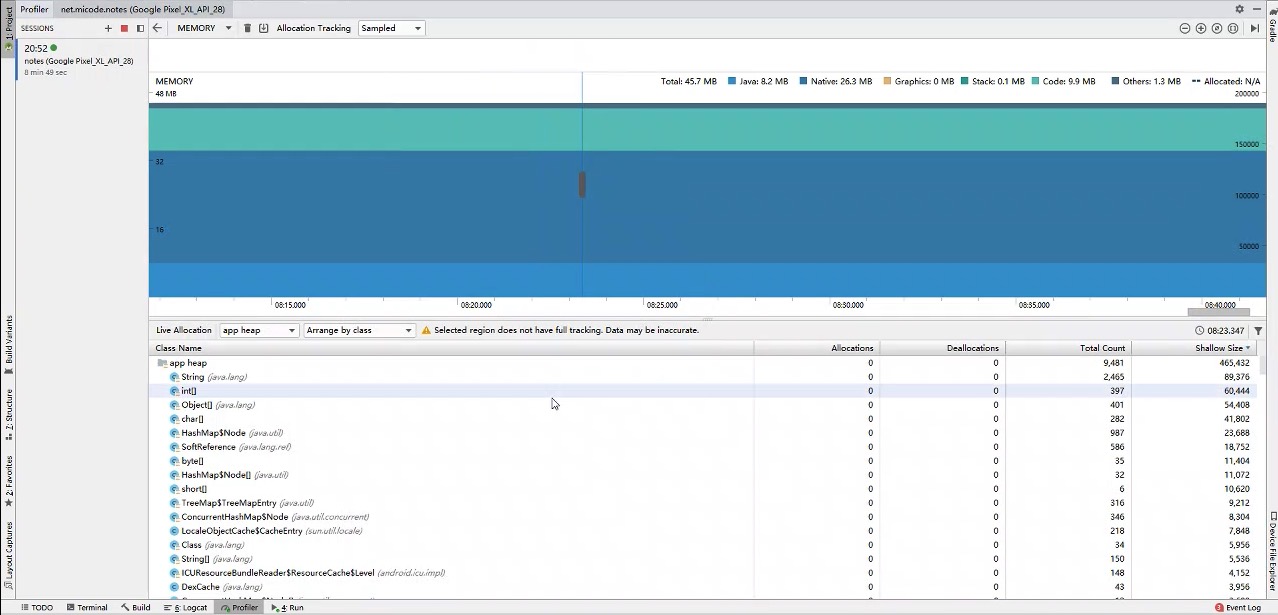 Profiler net.micode.notes (Google Pixel_XL_API_28)
SESSIONS MEMORY Allocation Tracking Sampled
20:52
notes (Google Pixel_XL_API_28)
8 min 49 sec
MEMORY Total: 45.7 MB Java: 8.2 MB Native: 26.3 MB Graphics: 0 MB Stack: 0.1 MB Code: 9.9 MB Others: 1.3 MB Allocated: N/A
48 MB 200000
150000
32
100000
16
50000
08:15.000 08:20.000 08:25.000 08:30.000 08:35.000 08:40.000
Live Allocation app heap Arrange by class Selected region does not have full tracking. Data may be inaccurate. 08:23.347
Class Name Allocations Deallocations Total Count Shallow Size
app heap 0 0 9,481 465,432
String (java.lang) 0 0 2,465 89,376
int[] 0 0 397 60,444
Object[] (java.lang) 0 0 401 54,408
char[] 0 0 282 41,802
HashMap$Node (java.util) 0 0 987 23,688
SoftReference (java.lang.ref) 0 0 586 18,752
byte[] 0 0 35 11,404
HashMap$Node[] (java.util) 0 0 32 11,072
short[] 0 0 6 10,620
TreeMap$TreeMapEntry (java.util) 0 0 316 9,212
ConcurrentHashMap$Node (java.util.concurrent) 0 0 346 8,304
LocaleObjectCache$CacheEntry (sun.util.locale) 0 0 218 7,848
Class (java.lang) 0 0 34 5,956
String[] (java.lang) 0 0 150 5,536
ICUResourceBundleReader$ResourceCache$Level (android.icu.impl) 0 0 148 4,152
DexCache (java.lang) 0 0 43 3,956
1: Project
Build Variants
Z: Structure
2: Favorites
Layout Captures
Gradle
Device File Explorer
TODO Terminal Build 6: Logcat Profiler 4: Run Event Log